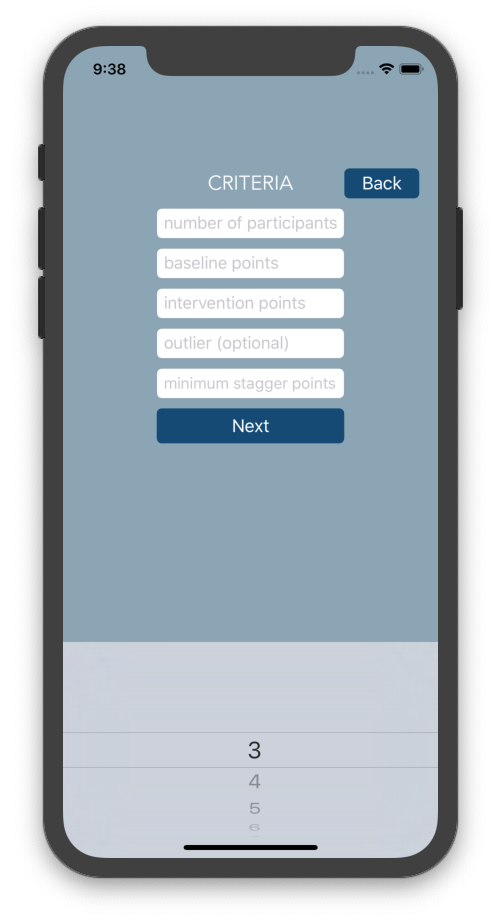 9:38
CRITERIA
Back
number of participants
baseline points
intervention points
outlier (optional)
minimum stagger points
Next
3
4
5
6